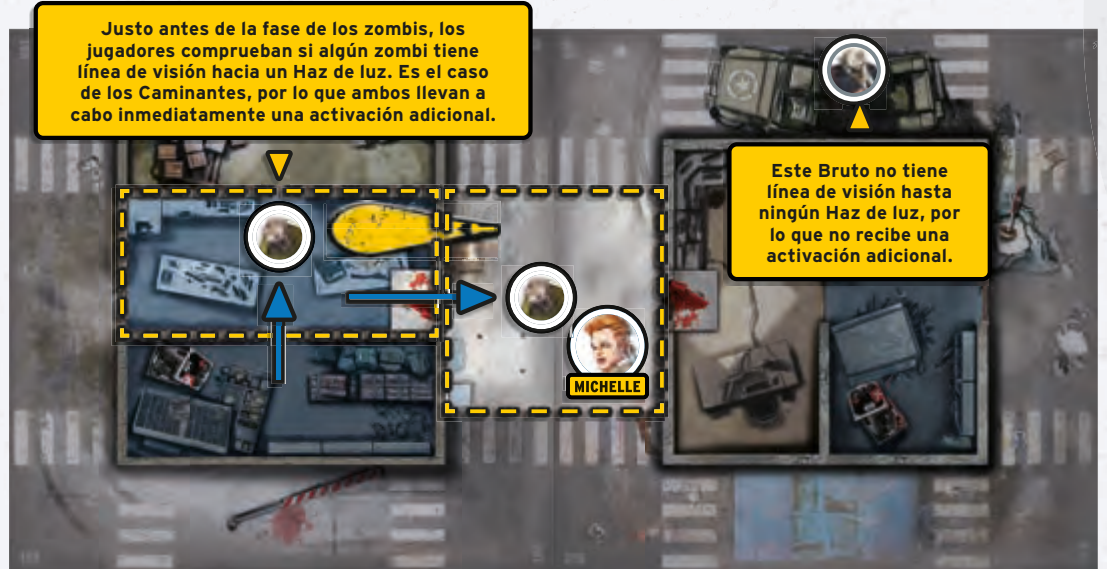 Justo antes de la fase de los zombis, los
jugadores comprueban si algún zombi tiene
línea de visión hacia un Haz de luz. Es el caso
de los Caminantes, por lo que ambos llevan a
cabo inmediatamente una activación adicional.
Este Bruto no tiene
línea de visión hasta
ningún Haz de luz, por
lo que no recibe una
activación adicional.
MICHELLE